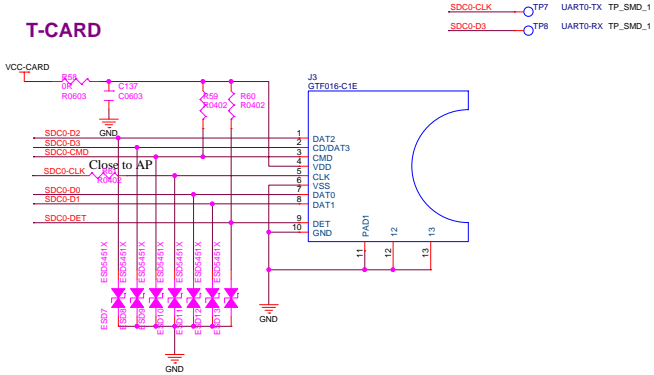 SDC0-CLK TP7 UART0-TX TP_SMD_1
SDC0-D3 TP8 UART0-RX TP_SMD_1
T-CARD
VCC-CARD
R58
0R
R0603
C137
C0603
GND
R59
R0402
R60
R0402
J3
GTF016-C1E
SDC0-D2 1 DAT2
SDC0-D3 2 CD/DAT3
SDC0-CMD 3 CMD
4 VDD
Close to AP
SDC0-CLK 5 CLK
R0402
6 VSS
SDC0-D0 7 DAT0
SDC0-D1 8 DAT1
SDC0-DET 9 DET
10 GND
PAD1 12 13
11 12 13
ESD5451X ESD5451X ESD5451X ESD5451X ESD5451X ESD5451X ESD5451X
ESD7 ESD8 ESD9 ESD10 ESD11 ESD12 ESD13
GND
GND